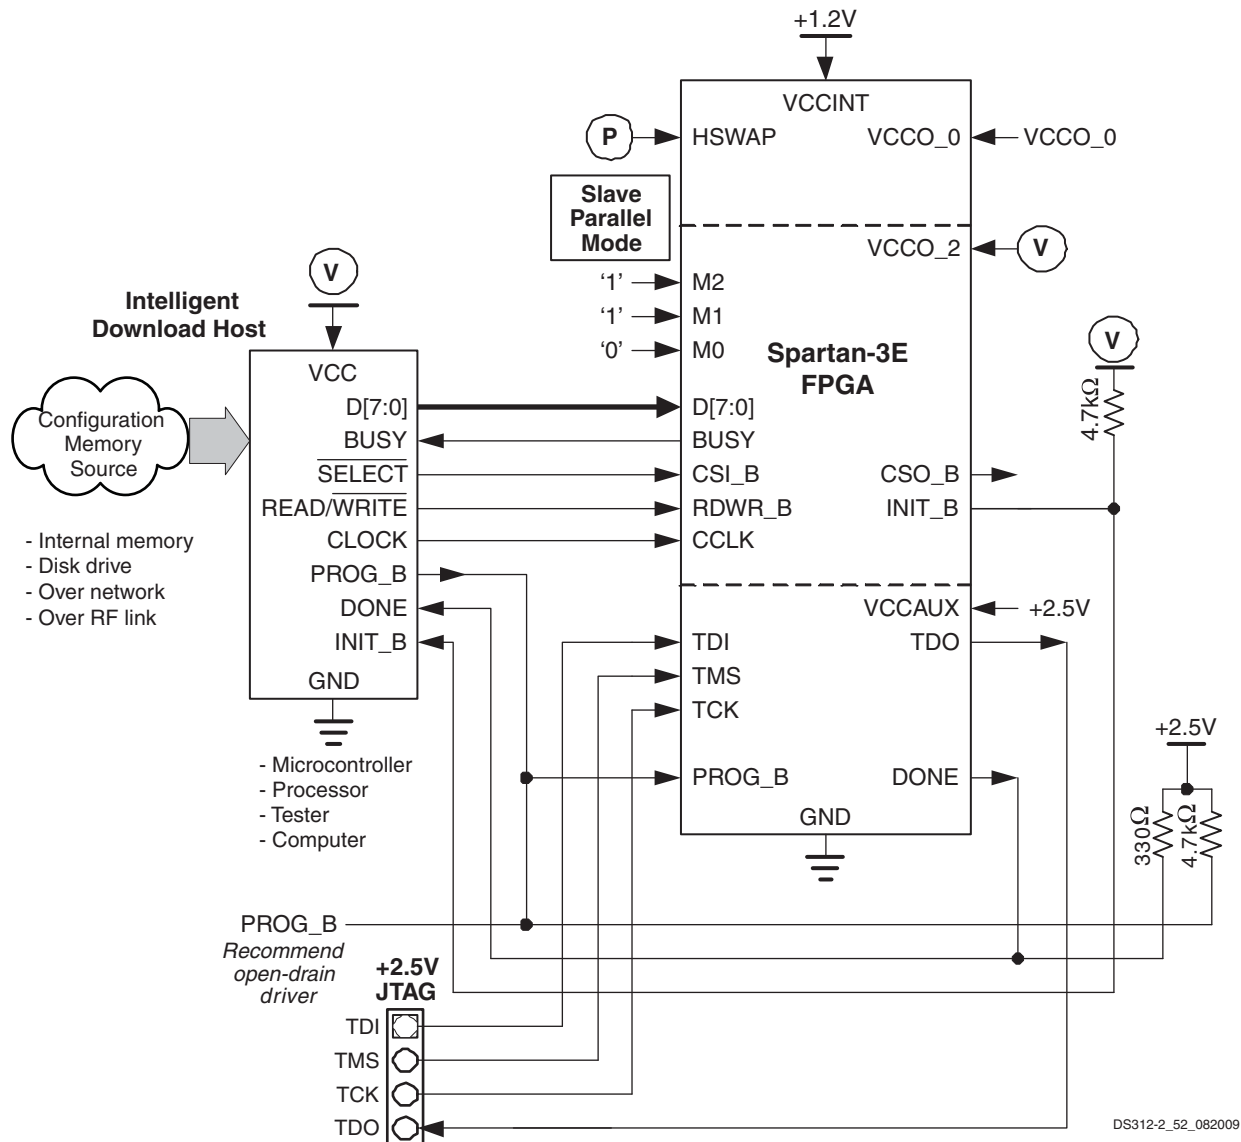 +1.2V
VCCINT
P
HSWAP
VCCO_0
VCCO_0
Slave
Parallel
Mode
VCCO_2
V
V
'1'
M2
Intelligent
Download Host
'1'
M1
'0'
M0
Spartan-3E
FPGA
V
4.7kΩ
VCC
Configuration
Memory
Source
D[7:0]
D[7:0]
BUSY
BUSY
SELECT
CSI_B
CSO_B
READ/WRITE
RDWR_B
INIT_B
CLOCK
CCLK
- Internal memory
- Disk drive
- Over network
- Over RF link
PROG_B
DONE
VCCAUX
+2.5V
INIT_B
TDI
TDO
GND
TMS
TCK
+2.5V
- Microcontroller
- Processor
- Tester
- Computer
PROG_B
DONE
GND
330Ω
4.7kΩ
PROG_B
Recommend
open-drain
driver
+2.5V
JTAG
TDI
TMS
TCK
TDO
DS312-2_52_082009